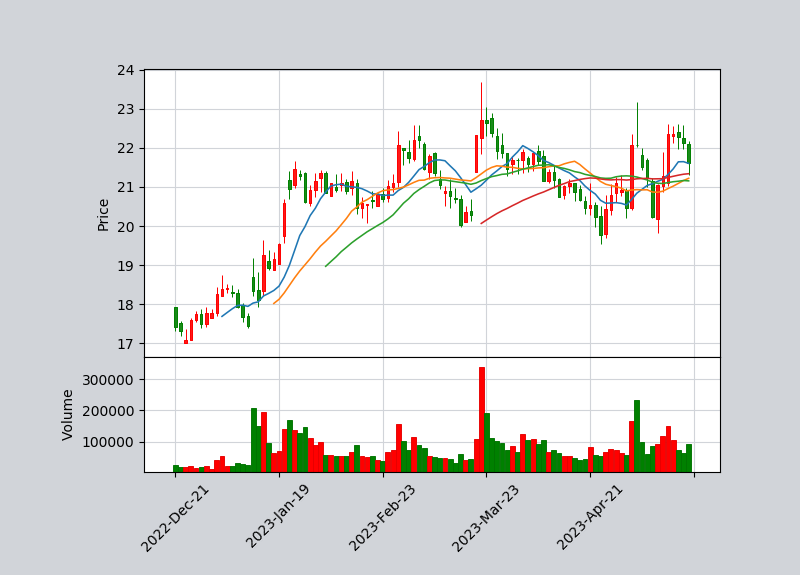 24
23
22
21
20
19
18
17
Price
300000
200000
100000
Volume
2022-Dec-21
2023-Jan-19
2023-Feb-23
2023-Mar-23
2023-Apr-21